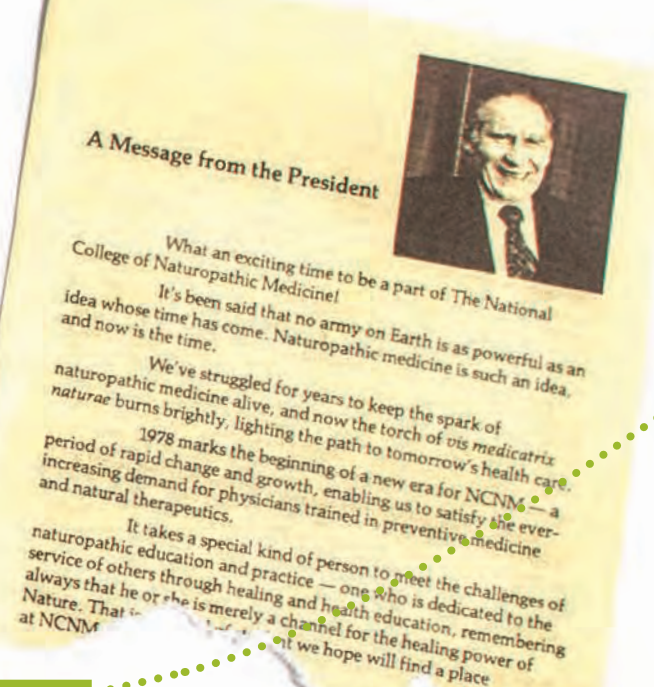 A Message from the President
What an exciting time to be a part of The National
College of Naturopathic Medicine!
It's been said that no army on Earth is as powerful as an
idea whose time has come. Naturopathic medicine is such an idea,
and now is the time.
We've struggled for years to keep the spark of
naturopathic medicine alive, and now the torch of vis medicatrix
naturae burns brightly, lighting the path to tomorrow's health care.
1978 marks the beginning of a new era for NCNM — a
period of rapid change and growth, enabling us to satisfy the ever-
increasing demand for physicians trained in preventive medicine
and natural therapeutics.
It takes a special kind of person to meet the challenges of
naturopathic education and practice — one who is dedicated to the
service of others through healing and health education, remembering
always that he or she is merely a channel for the healing power of
Nature. That we hope will find a place
at NCNM